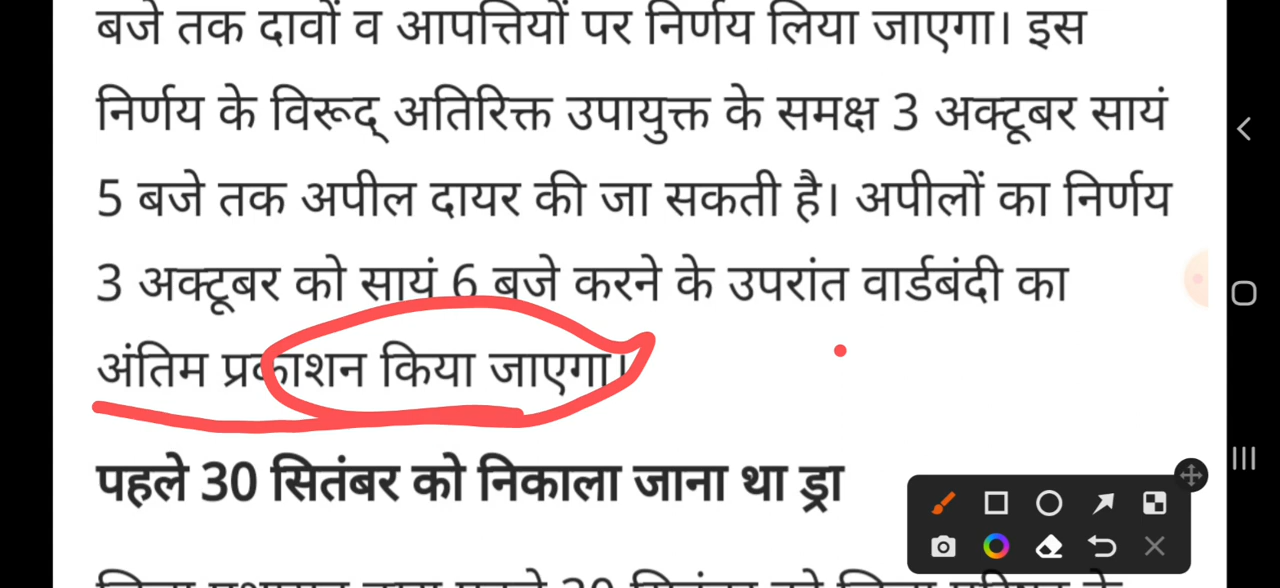 बजे तक दावों व आपत्तियों पर निर्णय लिया जाएगा। इस
निर्णय के विरूद् अतिरिक्त उपायुक्त के समक्ष 3 अक्टूबर सायं
5 बजे तक अपील दायर की जा सकती है। अपीलों का निर्णय
3 अक्टूबर को सायं 6 बजे करने के उपरांत वार्डबंदी का
अंतिम प्रकाशन किया जाएगा।
पहले 30 सितंबर को निकाला जाना था ड्रा